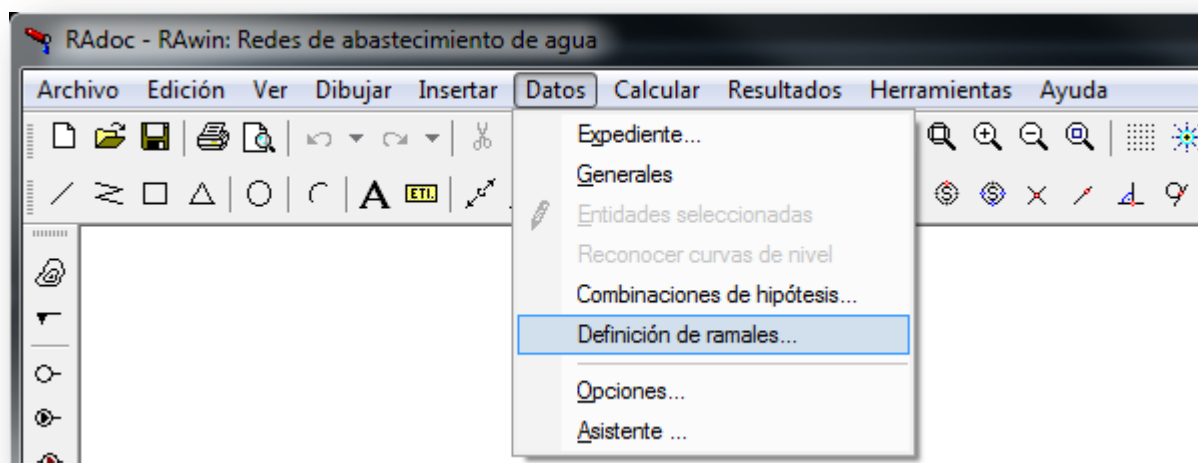 RAdoc - RAwin: Redes de abastecimiento de agua
Archivo Edición Ver Dibujar Insertar Datos Calcular Resultados Herramientas Ayuda
Expediente...
Generales
A ETI.
Entidades seleccionadas
Reconocer curvas de nivel
Combinaciones de hipótesis...
Definición de ramales...
Opciones...
Asistente ...